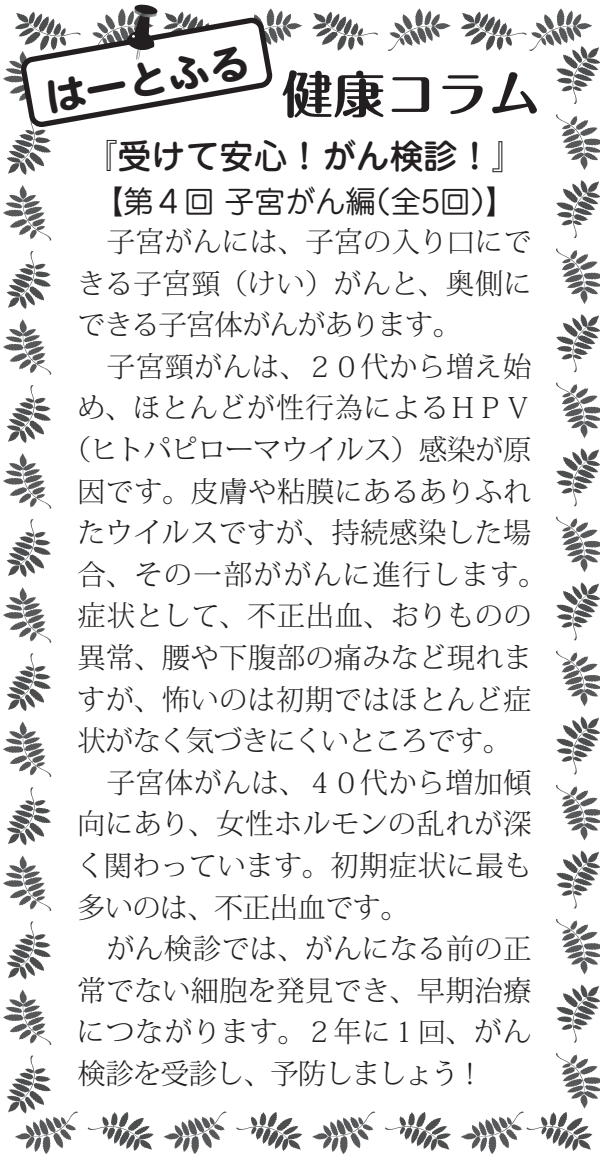 はーとふる
健康コラム
『受けて安心！がん検診！』
【第４回 子宮がん編(全5回)】
　子宮がんには、子宮の入り口にで
きる子宮頸（けい）がんと、奥側に
できる子宮体がんがあります。
　子宮頸がんは、２０代から増え始
め、ほとんどが性行為によるＨＰＶ
（ヒトパピローマウイルス）感染が原
因です。皮膚や粘膜にあるありふれ
たウイルスですが、持続感染した場
合、その一部ががんに進行します。
症状として、不正出血、おりものの
異常、腰や下腹部の痛みなど現れま
すが、怖いのは初期ではほとんど症
状がなく気づきにくいところです。
　子宮体がんは、４０代から増加傾
向にあり、女性ホルモンの乱れが深
く関わっています。初期症状に最も
多いのは、不正出血です。
　がん検診では、がんになる前の正
常でない細胞を発見でき、早期治療
につながります。２年に１回、がん
検診を受診し、予防しましょう！